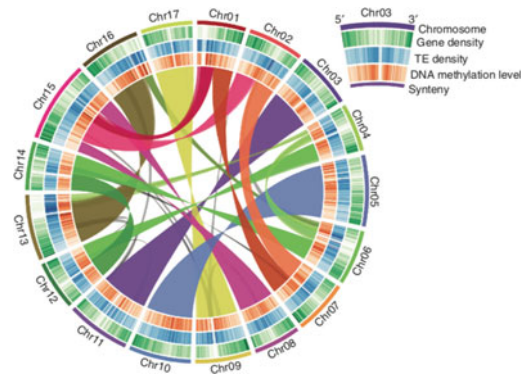 Chr01
Chr02
Chr03
Chr04
Chr05
Chr06
Chr07
Chr08
Chr09
Chr10
Chr11
Chr12
Chr13
Chr14
Chr15
Chr16
Chr17
Chr03
5′ 3′
Chromosome
Gene density
TE density
DNA methylation level
Synteny